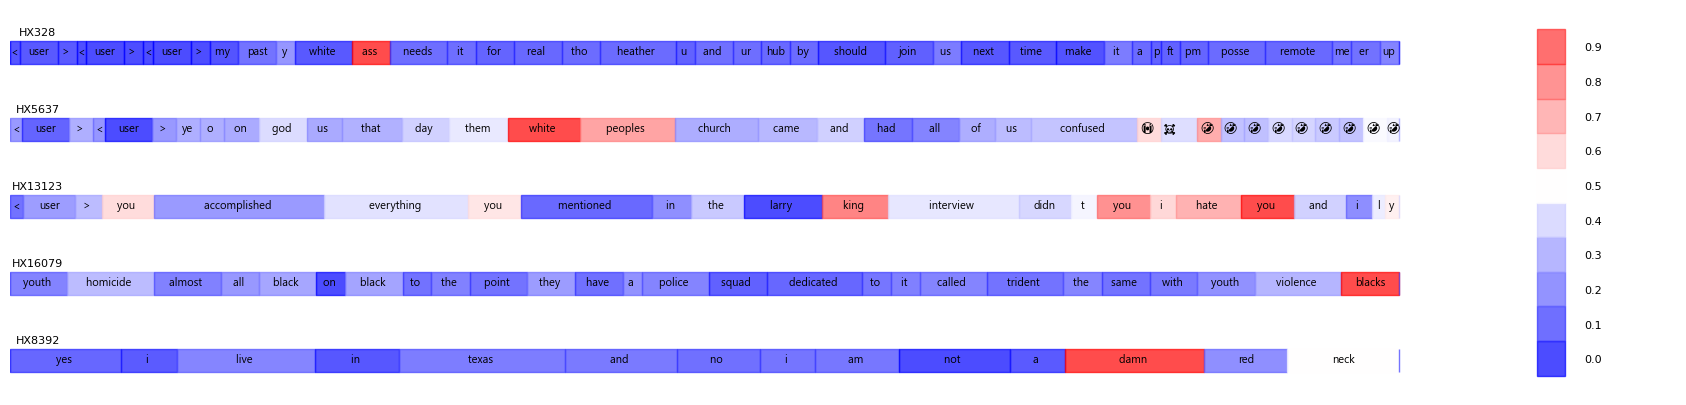 HX328
< user > < user > < user > my past y white ass needs it for real tho heather u and ur hub by should join us next time make it a p ft pm posse remote me er up
HX5637
< user > < user > ye o on god us that day them white peoples church came and had all of us confused
HX13123
< user > you accomplished everything you mentioned in the larry king interview didn t you i hate you and i l y
HX16079
youth homicide almost all black on black to the point they have a police squad dedicated to it called trident the same with youth violence blacks
HX8392
yes i live in texas and no i am not a damn red neck
0.9
0.8
0.7
0.6
0.5
0.4
0.3
0.2
0.1
0.0